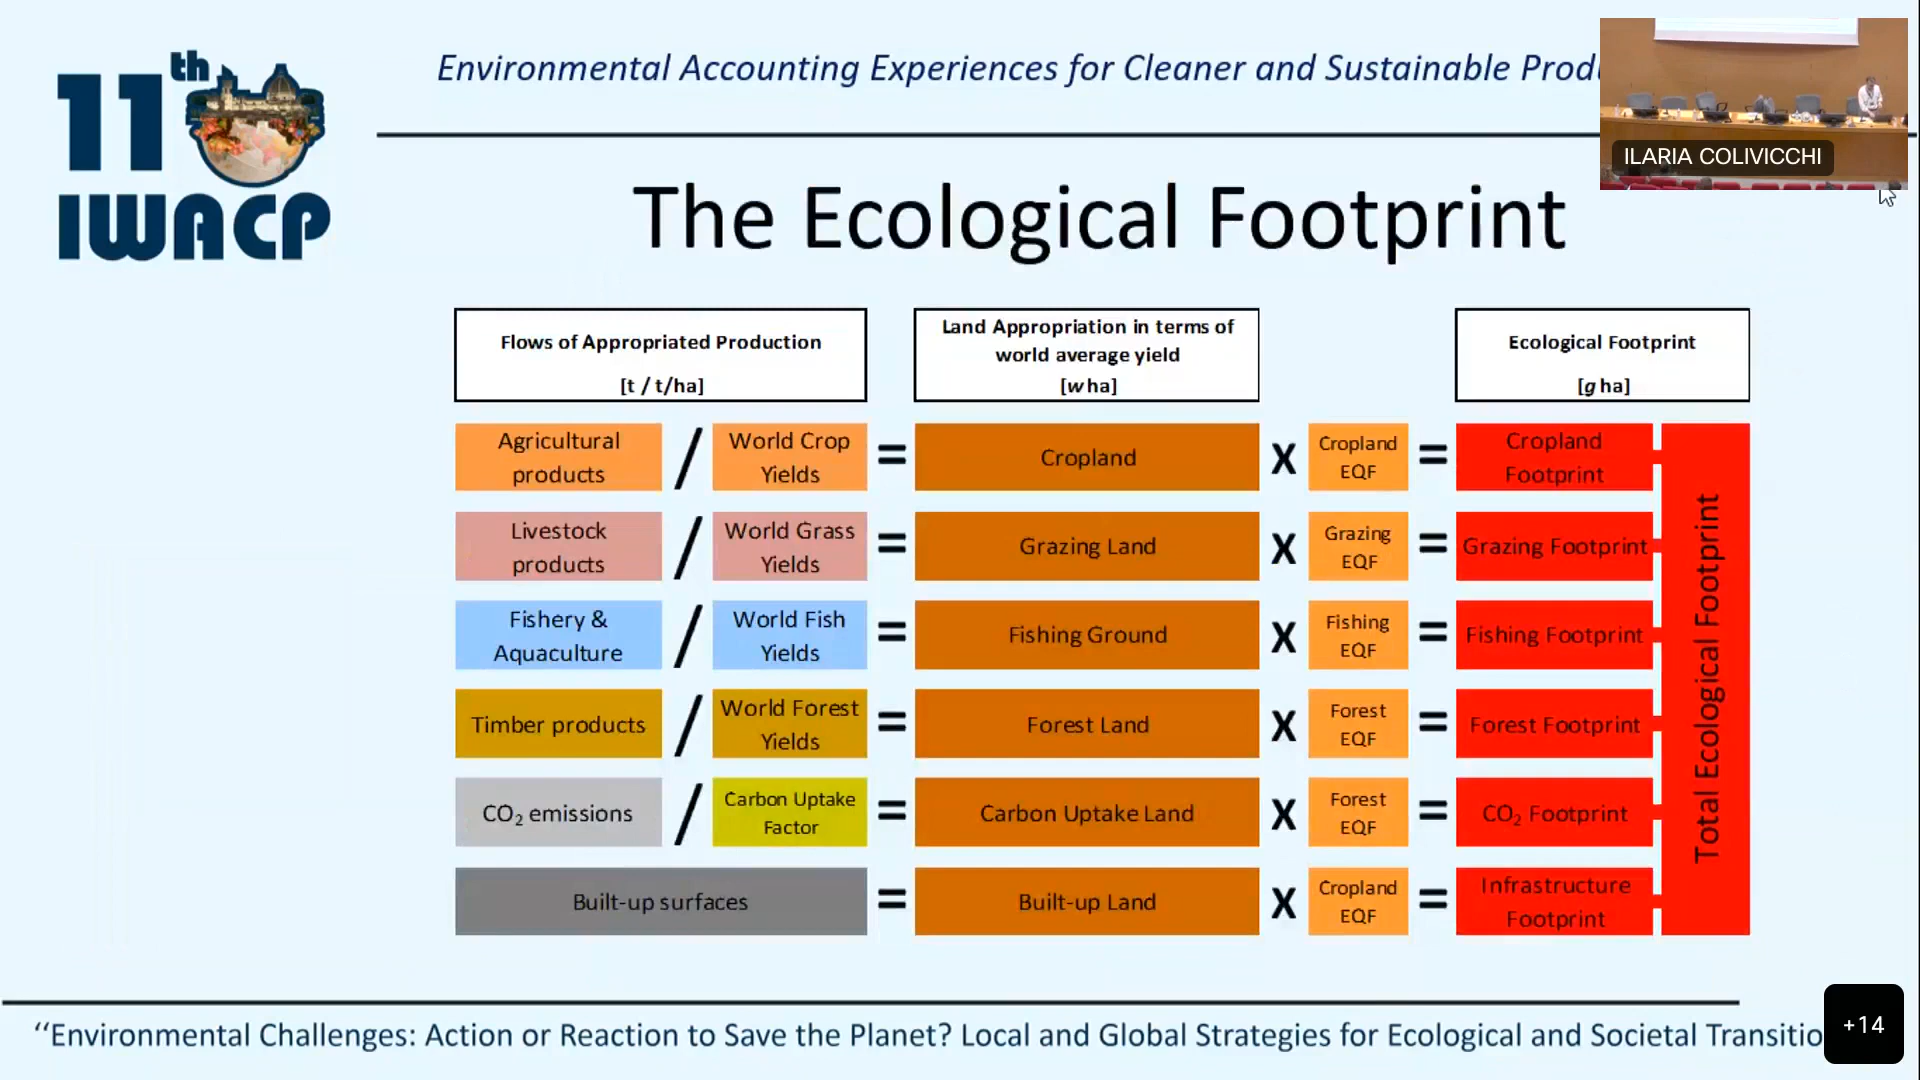 11th
IWACP
Environmental Accounting Experiences for Cleaner and Sustainable
ILARIA COLIVICCHI
The Ecological Footprint
Flows of Appropriated Production
[t / t/ha]
Land Appropriation in terms of
world average yield
[w ha]
Ecological Footprint
[g ha]
Agricultural
products
/
World Crop
Yields
=
Cropland
X
Cropland
EQF
=
Cropland
Footprint
Livestock
products
/
World Grass
Yields
=
Grazing Land
X
Grazing
EQF
=
Grazing Footprint
Fishery &
Aquaculture
/
World Fish
Yields
=
Fishing Ground
X
Fishing
EQF
=
Fishing Footprint
Timber products
/
World Forest
Yields
=
Forest Land
X
Forest
EQF
=
Forest Footprint
CO₂ emissions
/
Carbon Uptake
Factor
=
Carbon Uptake Land
X
Forest
EQF
=
CO₂ Footprint
Built-up surfaces
=
Built-up Land
X
Cropland
EQF
=
Infrastructure
Footprint
Total Ecological Footprint
“Environmental Challenges: Action or Reaction to Save the Planet? Local and Global Strategies for Ecological and Societal Transitio
+14